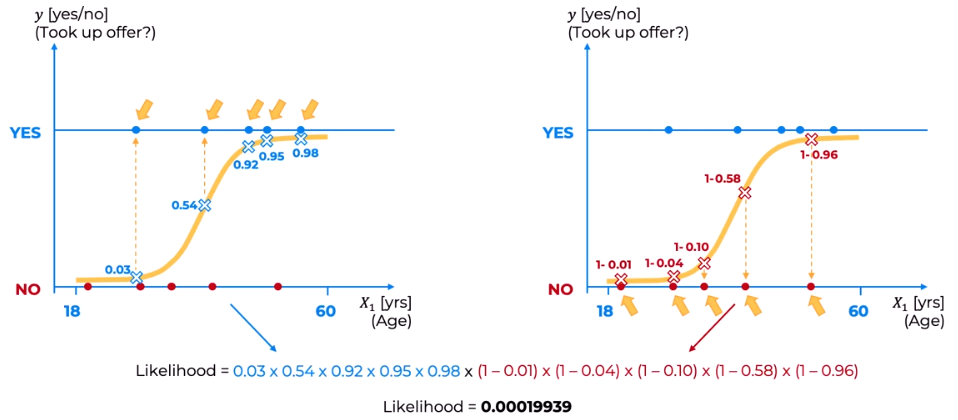 y [yes/no]
(Took up offer?)
YES
0.03
0.54
0.92
0.95
0.98
NO
18
60
X₁ [yrs]
(Age)
y [yes/no]
(Took up offer?)
YES
1-0.01
1-0.04
1-0.10
1-0.58
1-0.96
NO
18
60
X₁ [yrs]
(Age)
Likelihood = 0.03 x 0.54 x 0.92 x 0.95 x 0.98 x (1 – 0.01) x (1 – 0.04) x (1 – 0.10) x (1 – 0.58) x (1 – 0.96)
Likelihood = 0.00019939